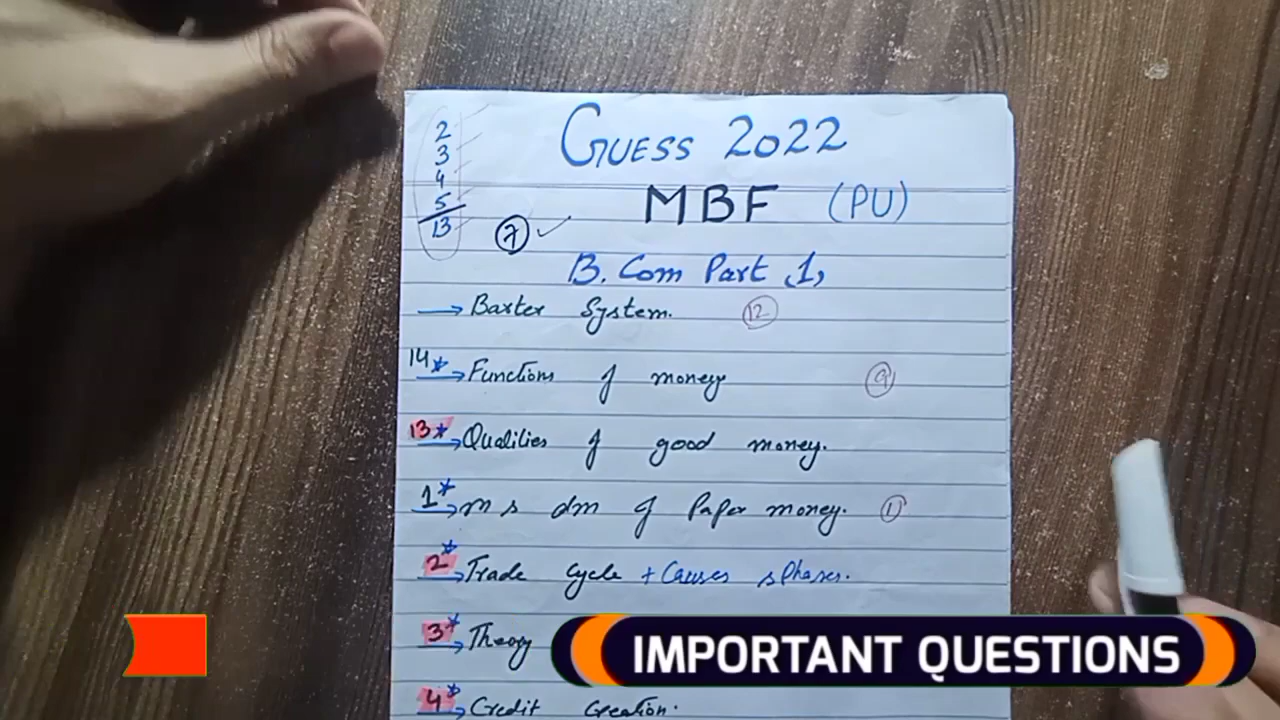 2
3
4
5
13
GUESS 2022
MBF (PU)
7
B. Com Part 1,
→ Barter System. 12
14* → Functions of money 9
13* → Qualities of good money.
1* → m s dm of Paper money. 1
2* → Trade cycle + Causes s Phases.
3* → Theory
IMPORTANT QUESTIONS
4* → Credit Creation.